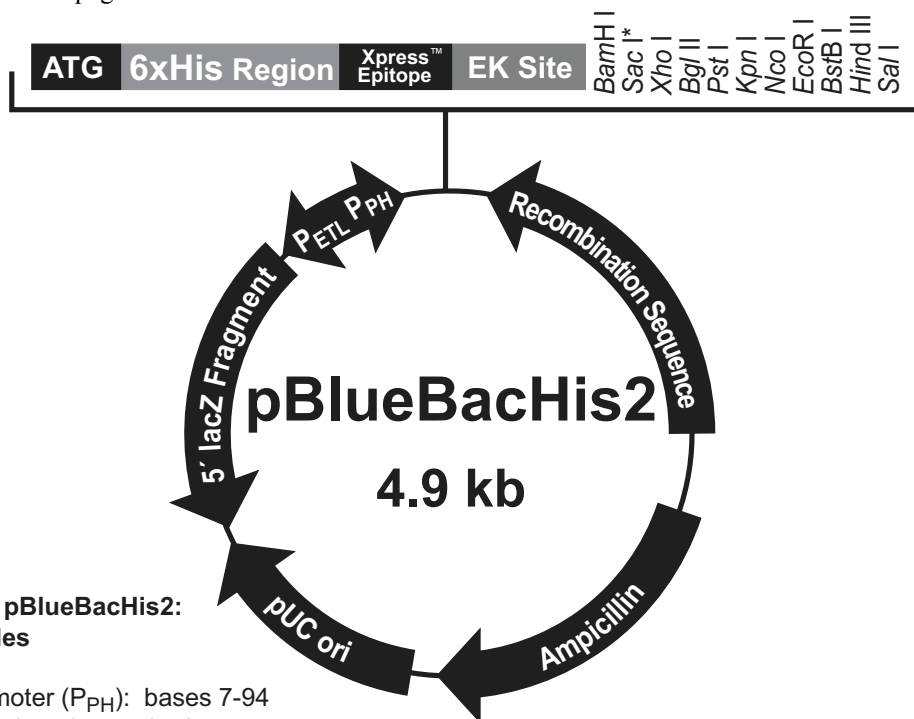 ATG 6xHis Region Xpress™ Epitope EK Site
BamH I
Sac I*
Xho I
Bgl II
Pst I
Kpn I
Nco I
EcoR I
BstB I
Hind III
Sal I
PETL PPH
Recombination Sequence
5´ lacZ Fragment
pBlueBacHis2
4.9 kb
Ampicillin
pUC ori
pBlueBacHis2:
moter (PPH): bases 7-94